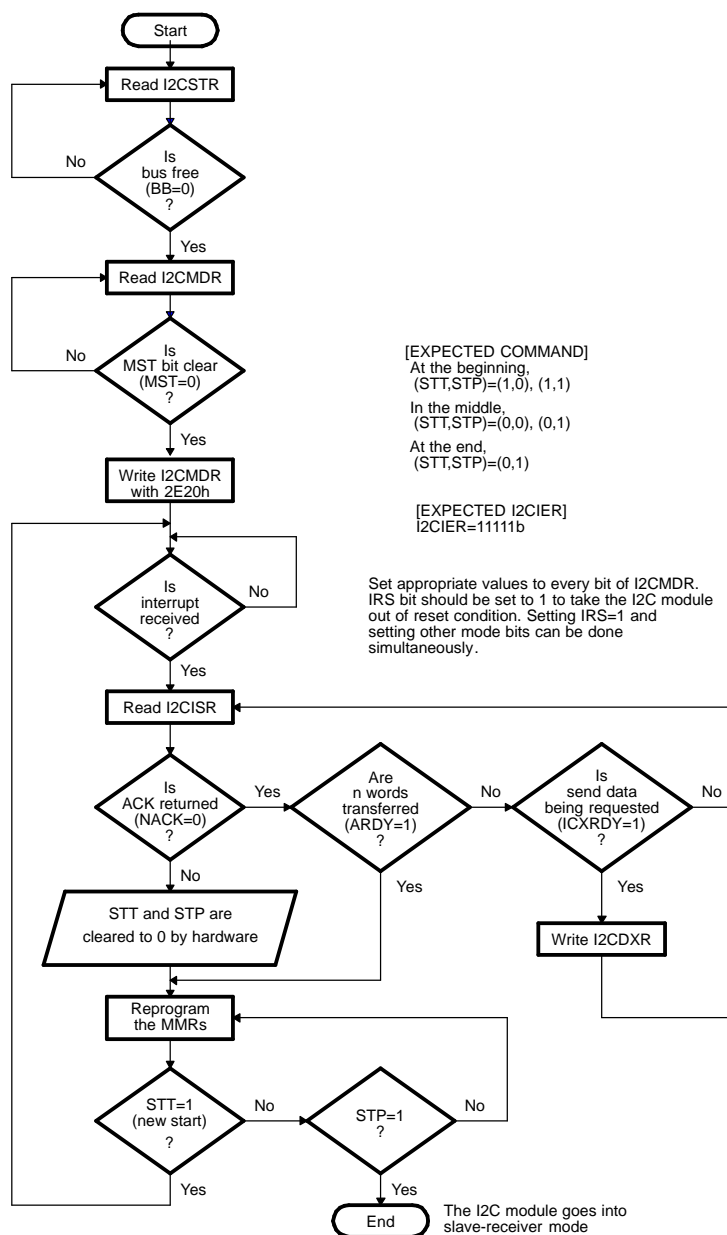 Start
Read I2CSTR
Is
bus free
(BB=0)
?
No
Yes
Read I2CMDR
Is
MST bit clear
(MST=0)
?
No
Yes
[EXPECTED COMMAND]
At the beginning,
(STT,STP)=(1,0), (1,1)
In the middle,
(STT,STP)=(0,0), (0,1)
At the end,
(STT,STP)=(0,1)
[EXPECTED I2CIER]
I2CIER=11111b
Write I2CMDR
with 2E20h
Is
interrupt
received
?
No
Yes
Set appropriate values to every bit of I2CMDR.
IRS bit should be set to 1 to take the I2C module
out of reset condition. Setting IRS=1 and
setting other mode bits can be done
simultaneously.
Read I2CISR
Is
ACK returned
(NACK=0)
?
Yes
No
Are
n words
transferred
(ARDY=1)
?
No
Yes
Is
send data
being requested
(ICXRDY=1)
?
No
Yes
STT and STP are
cleared to 0 by hardware
Write I2CDXR
Reprogram
the MMRs
STT=1
(new start)
?
No
Yes
STP=1
?
No
Yes
End
The I2C module goes into
slave-receiver mode